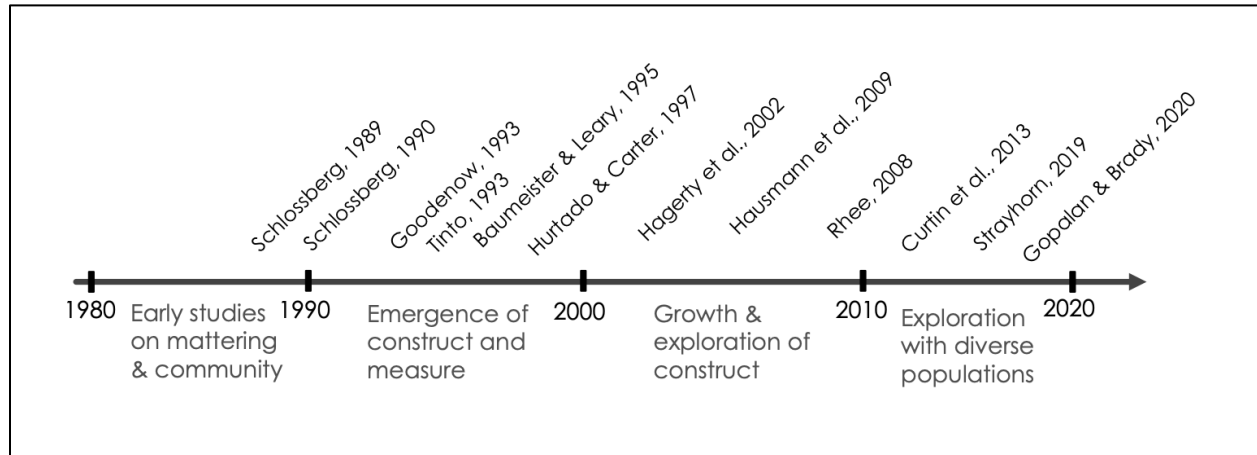 Schlossberg, 1989
Schlossberg, 1990
Goodenow, 1993
Tinto, 1993
Baumeister & Leary, 1995
Hurtado & Carter, 1997
Hagerty et al., 2002
Hausmann et al., 2009
Rhee, 2008
Curtin et al., 2013
Strayhorn, 2019
Gopalan & Brady, 2020
1980
1990
2000
2010
2020
Early studies
on mattering
& community
Emergence of
construct and
measure
Growth &
exploration of
construct
Exploration
with diverse
populations